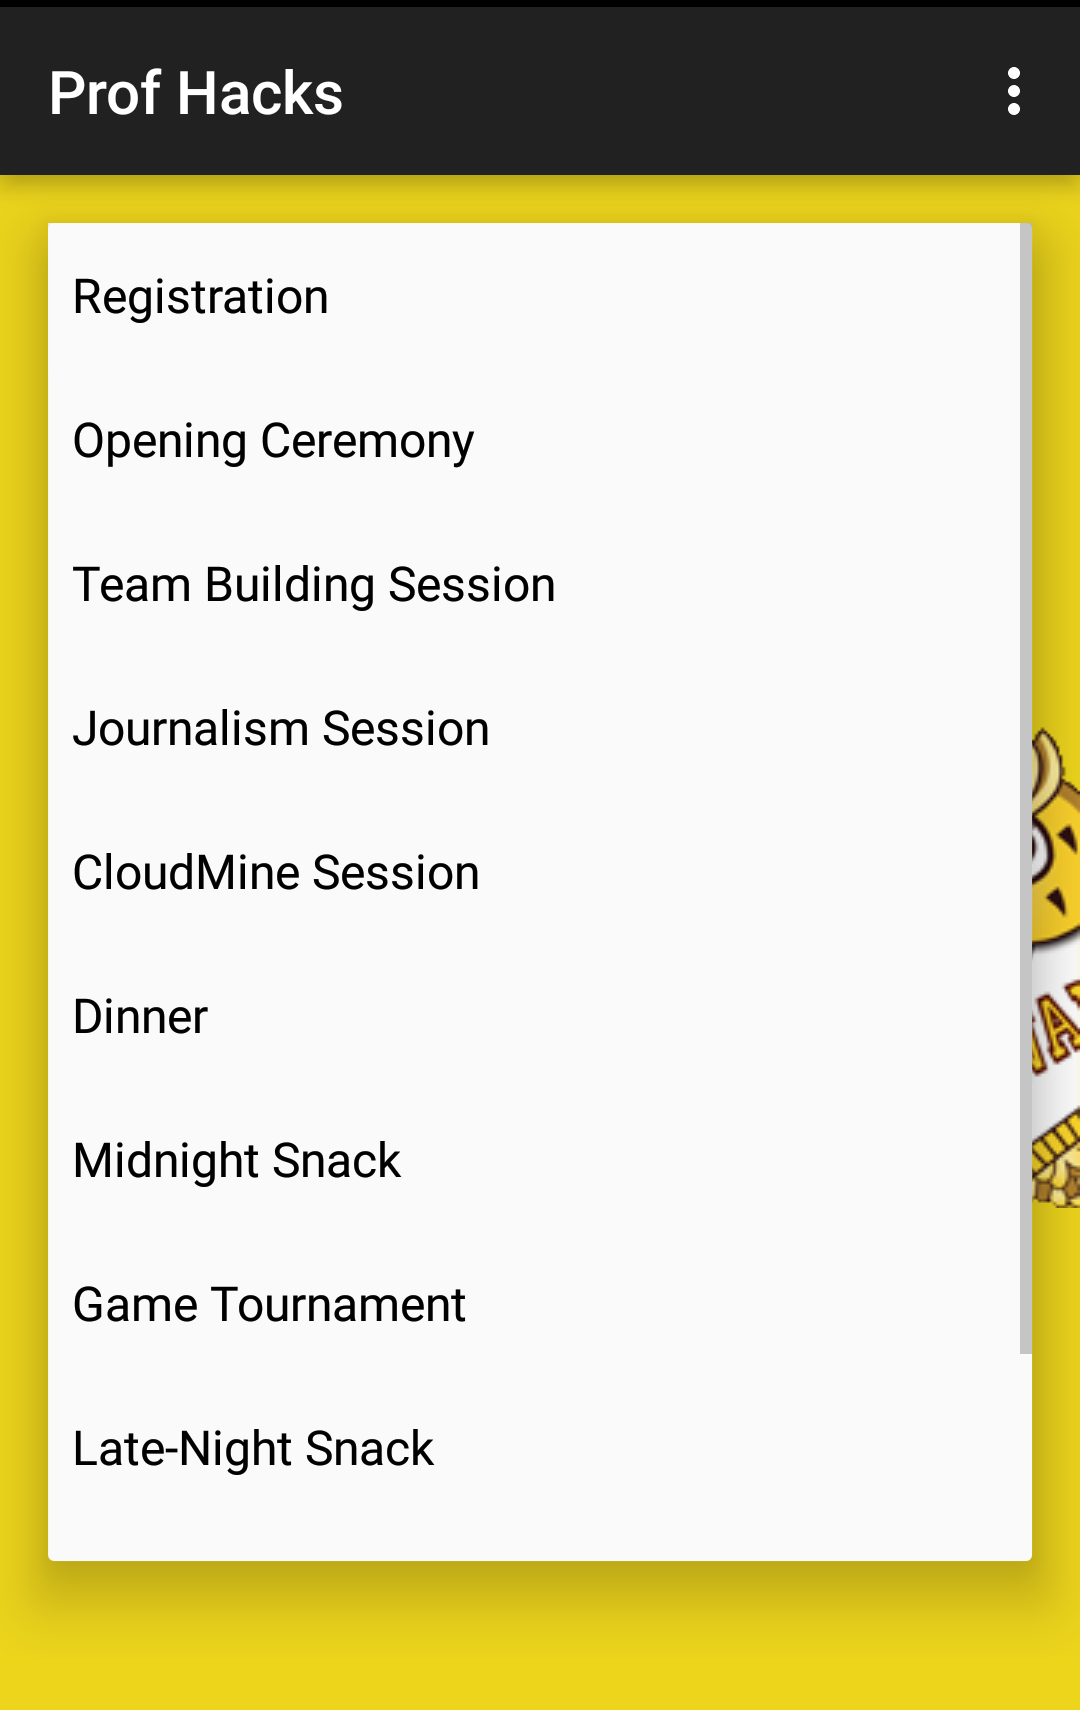 Prof Hacks
Registration
Opening Ceremony
Team Building Session
Journalism Session
CloudMine Session
Dinner
Midnight Snack
Game Tournament
Late-Night Snack